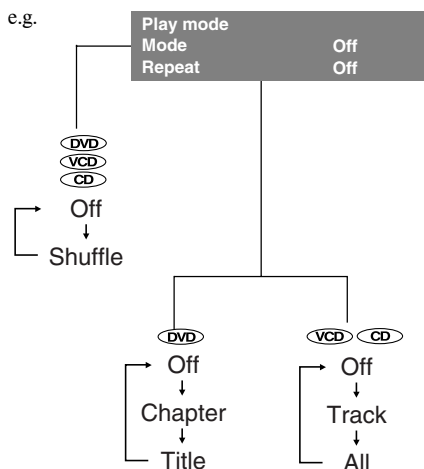 e.g.
Play mode
Mode Off
Repeat Off
DVD
VCD
CD
Off
Shuffle
DVD
Off
Chapter
Title
VCD CD
Off
Track
All